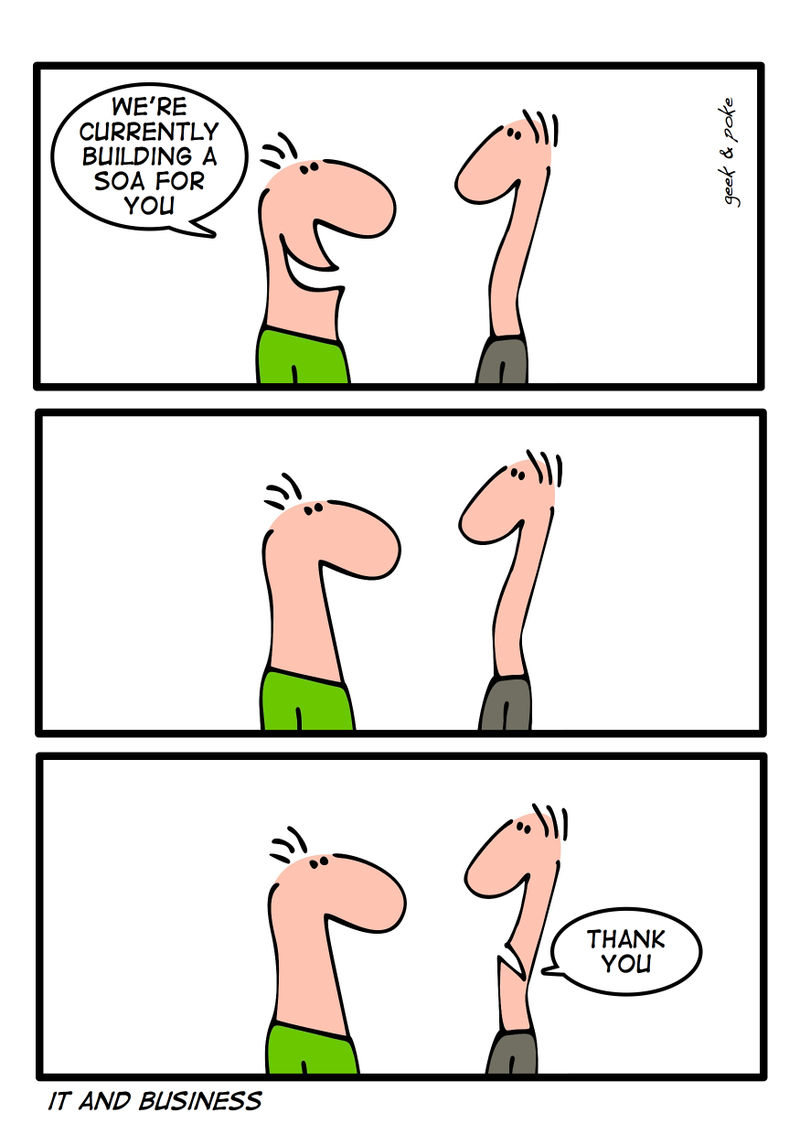 WE'RE
CURRENTLY
BUILDING A
SOA FOR
YOU
geek & poke
THANK
YOU
IT AND BUSINESS